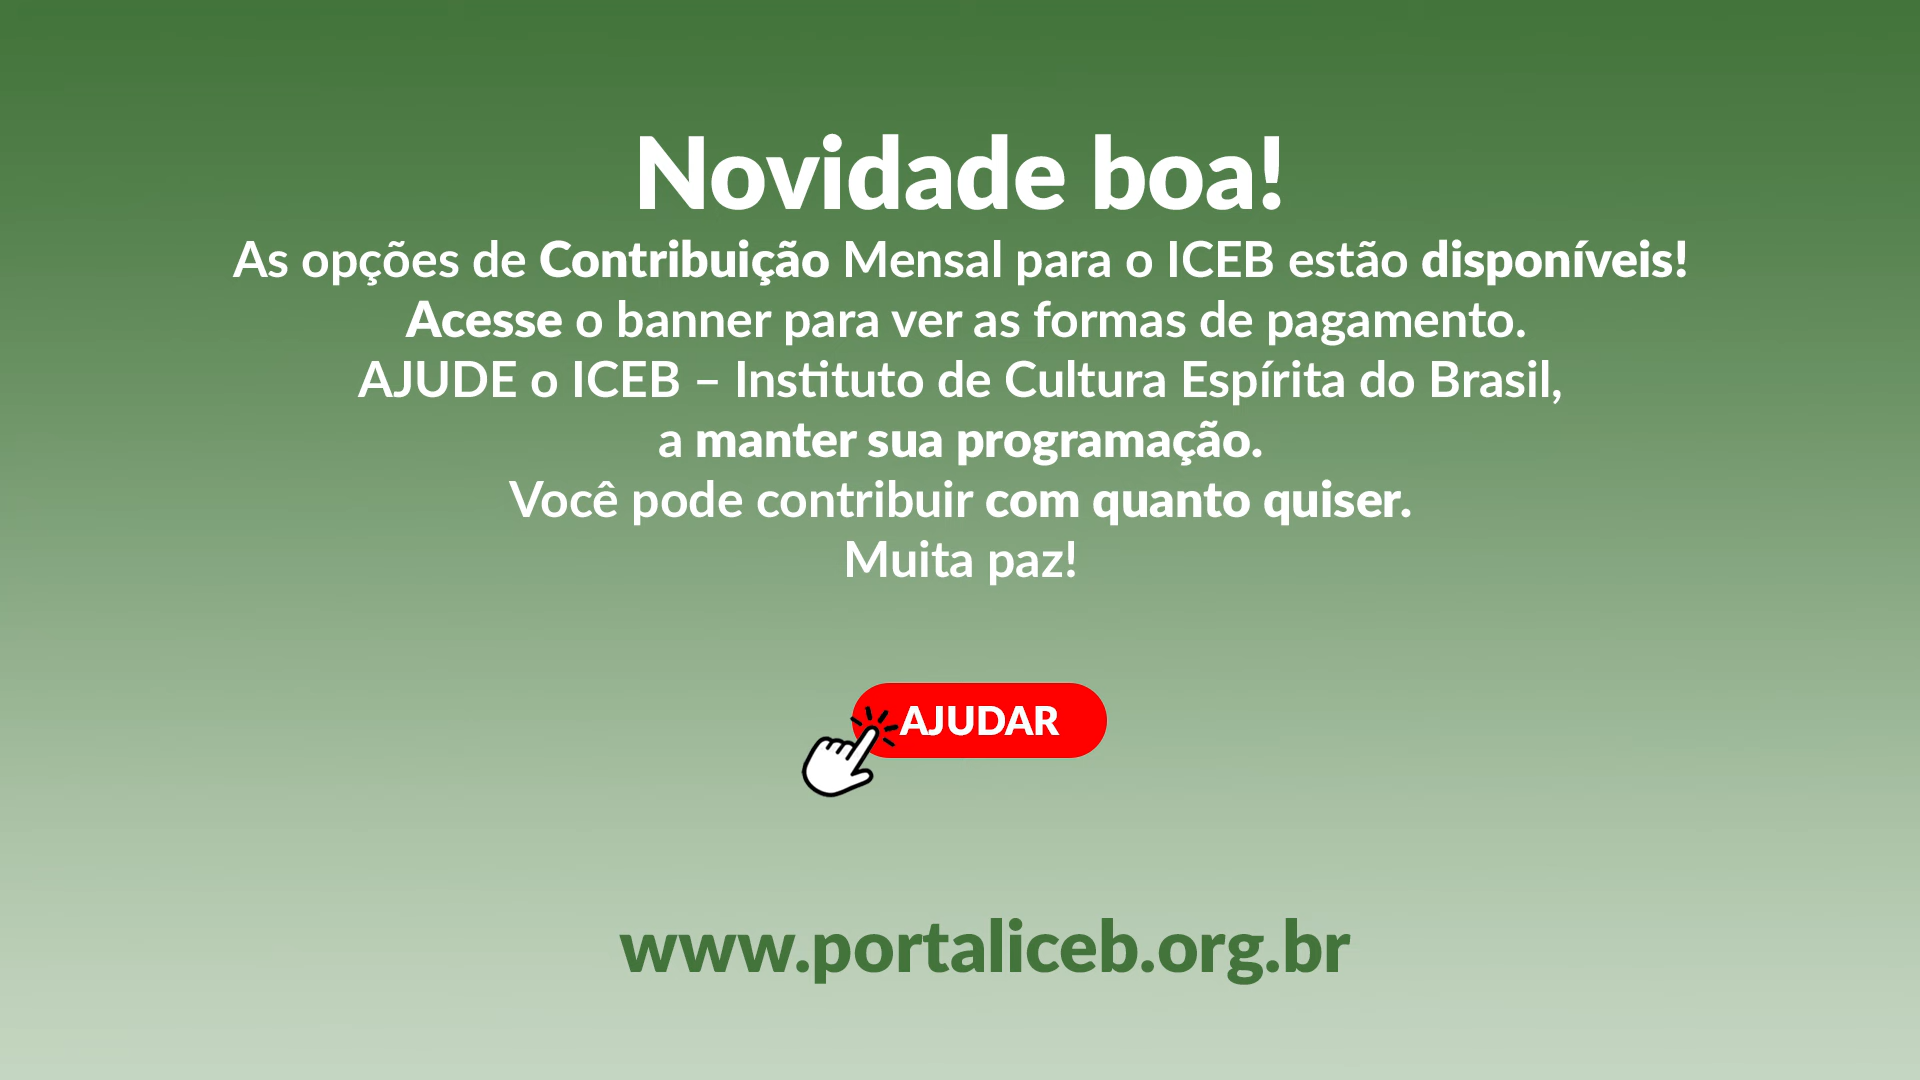 Novidade boa!
As opções de Contribuição Mensal para o ICEB estão disponíveis!
Acesse o banner para ver as formas de pagamento.
AJUDE o ICEB – Instituto de Cultura Espírita do Brasil,
a manter sua programação.
Você pode contribuir com quanto quiser.
Muita paz!
AJUDAR
www.portaliceb.org.br